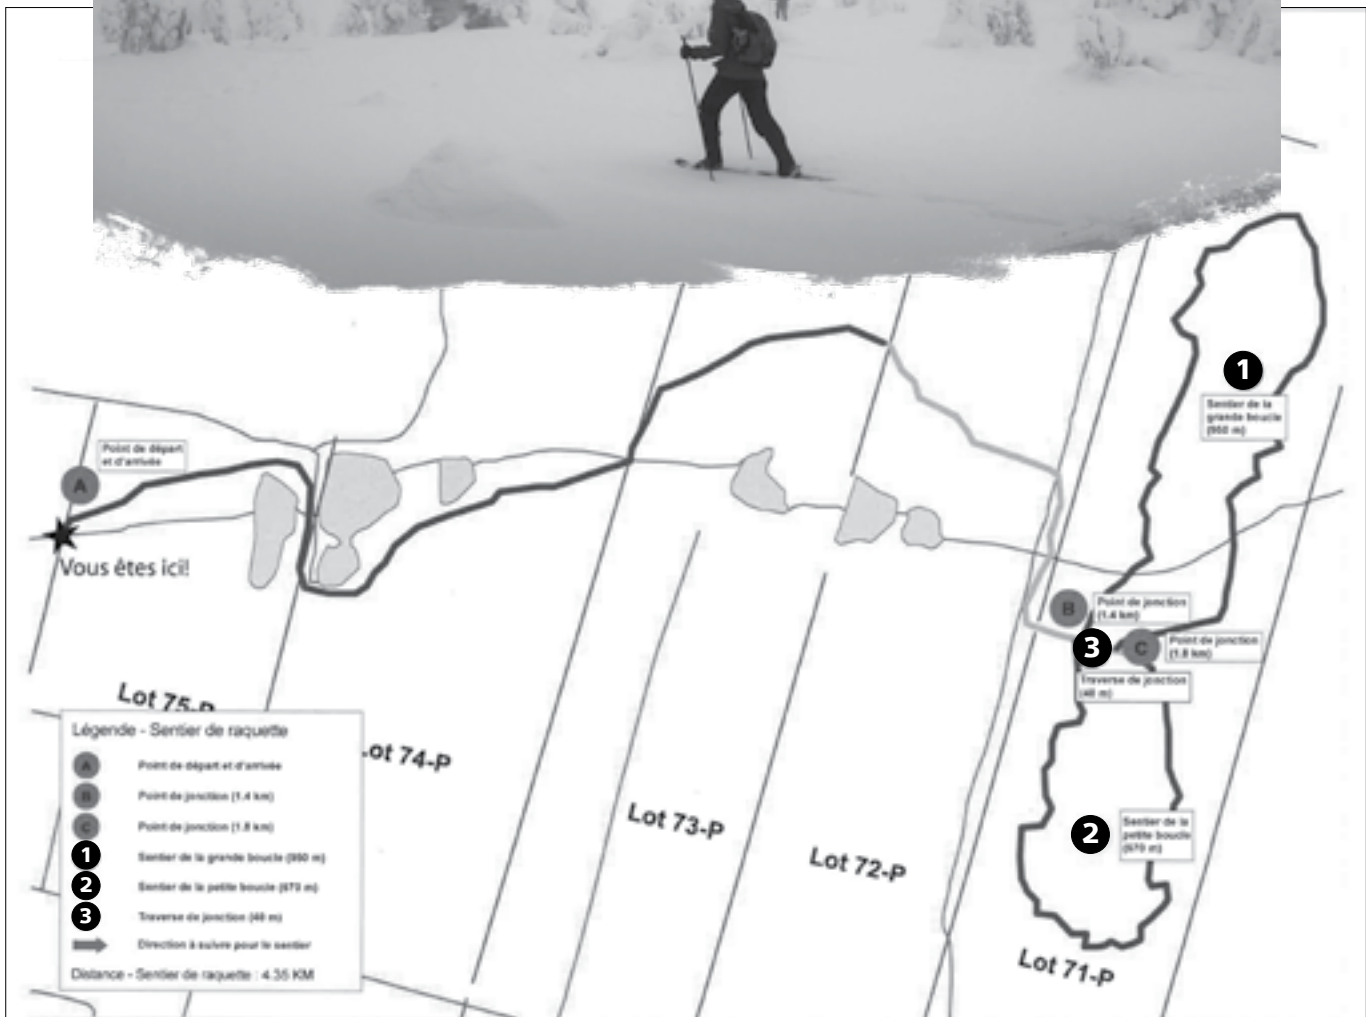 1
Sentier de la
grande boucle
(950 m)
Point de départ
et d'arrivée
A
Vous êtes ici!
B
Point de jonction
(1.4 km)
3
C
Point de jonction
(1.8 km)
Traverse de jonction
(40 m)
Lot 75-P
Lot 74-P
Lot 73-P
Lot 72-P
2
Sentier de la
petite boucle
(670 m)
Lot 71-P
Légende - Sentier de raquette
A Point de départ et d'arrivée
B Point de jonction (1.4 km)
C Point de jonction (1.8 km)
1 Sentier de la grande boucle (950 m)
2 Sentier de la petite boucle (670 m)
3 Traverse de jonction (40 m)
Direction à suivre pour le sentier
Distance - Sentier de raquette : 4.35 KM